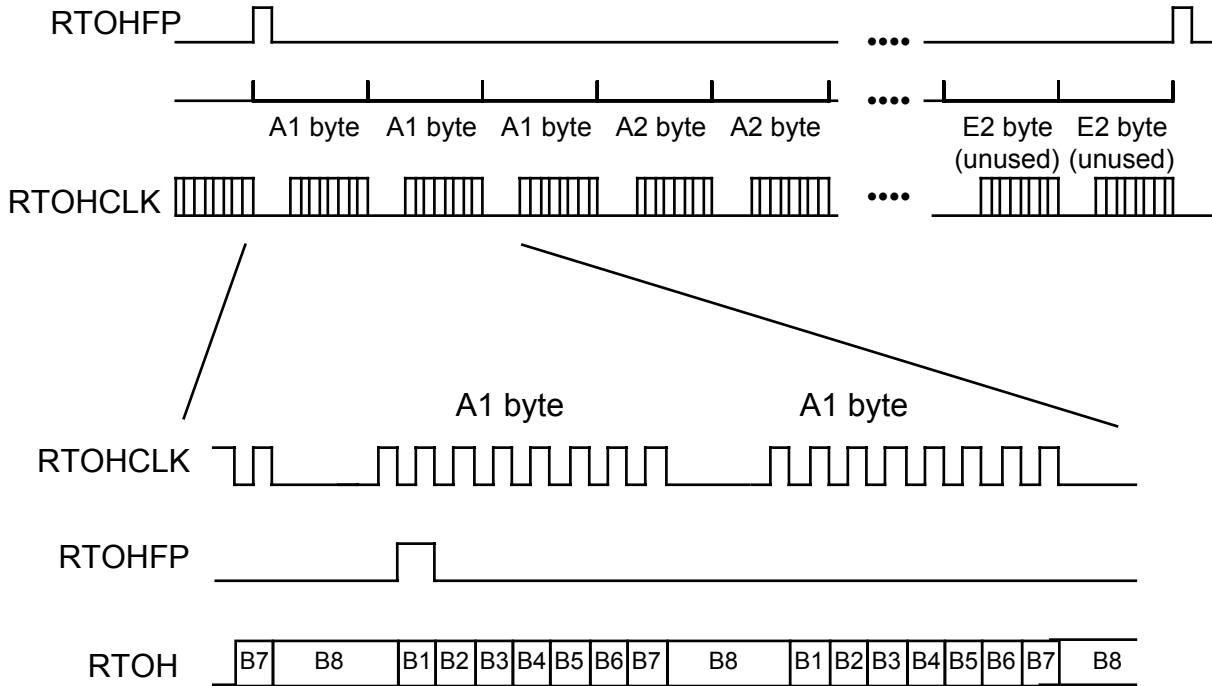 RTOHFP
A1 byte A1 byte A1 byte A2 byte A2 byte E2 byte E2 byte
(unused) (unused)
RTOHCLK
A1 byte A1 byte
RTOHCLK
RTOHFP
RTOH B7 B8 B1 B2 B3 B4 B5 B6 B7 B8 B1 B2 B3 B4 B5 B6 B7 B8